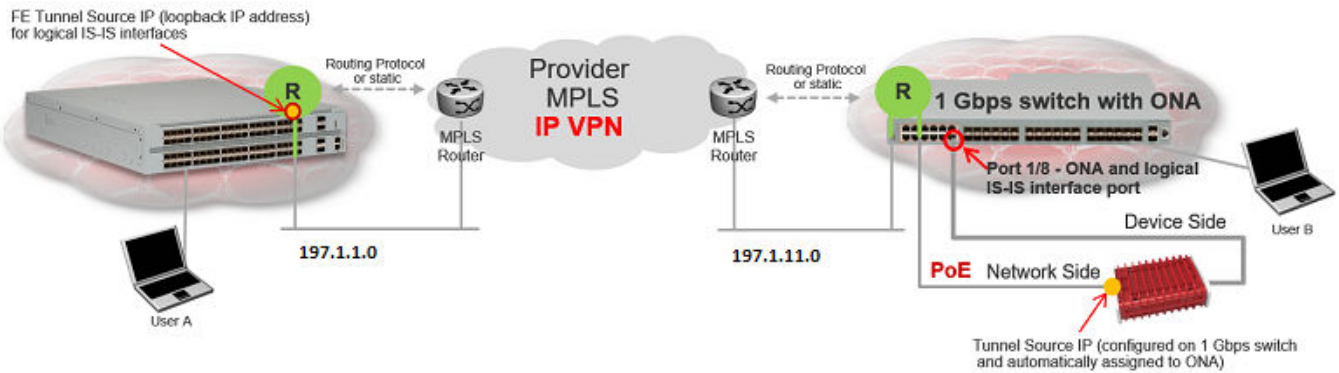 FE Tunnel Source IP (loopback IP address)
for logical IS-IS interfaces
R
Routing Protocol
or static
MPLS
Router
Provider
MPLS
IP VPN
MPLS
Router
Routing Protocol
or static
R
1 Gbps switch with ONA
Port 1/8 - ONA and logical
IS-IS interface port
User A
197.1.1.0
197.1.11.0
Device Side
User B
PoE Network Side
Tunnel Source IP (configured on 1 Gbps switch
and automatically assigned to ONA)